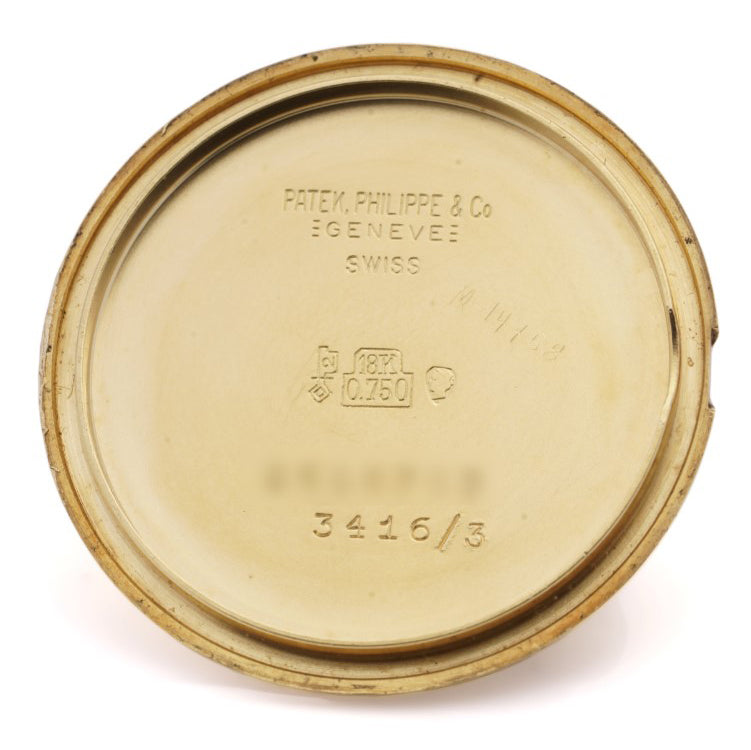 PATEK, PHILIPPE & Co
GENEVE
SWISS
18K
0.750
3416/3